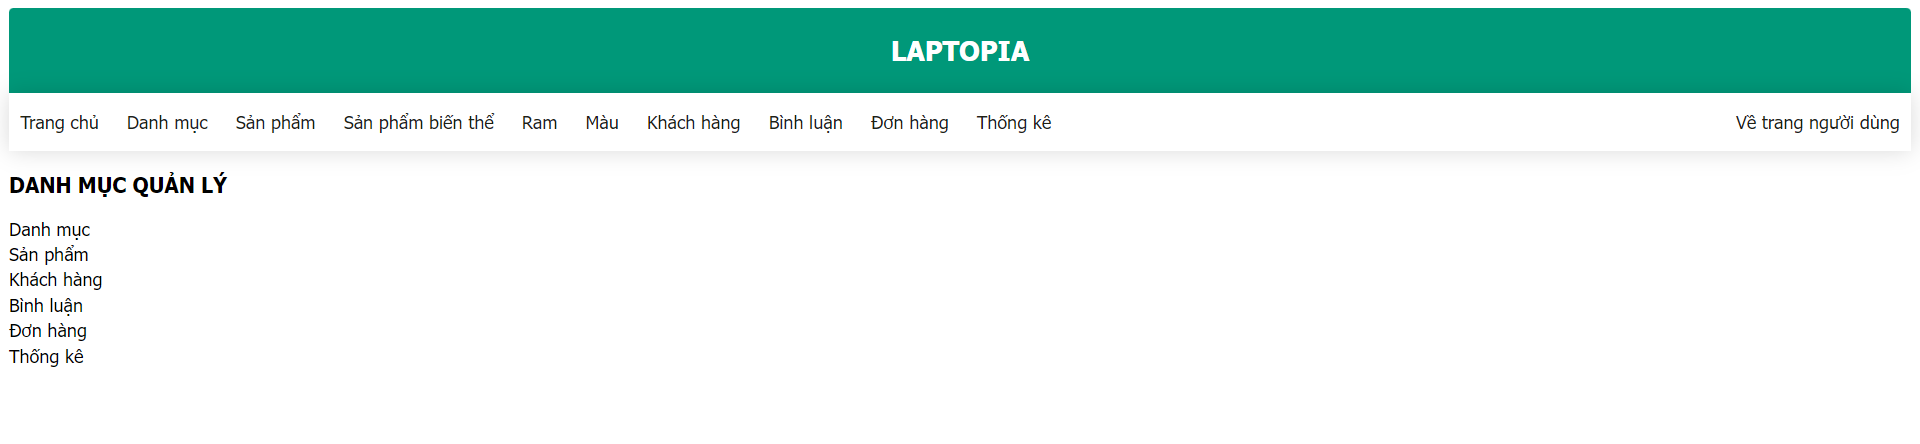 LAPTOPIA
Trang chủ Danh mục Sản phẩm Sản phẩm biến thể Ram Màu Khách hàng Bình luận Đơn hàng Thống kê Về trang người dùng
DANH MỤC QUẢN LÝ
Danh mục
Sản phẩm
Khách hàng
Bình luận
Đơn hàng
Thống kê